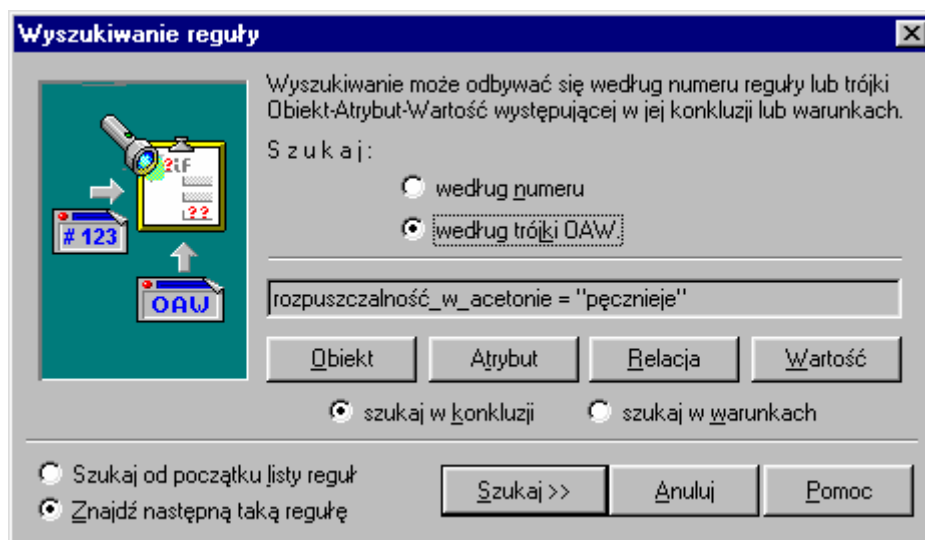 Wyszukiwanie reguły
Wyszukiwanie może odbywać się według numeru reguły lub trójki
Obiekt-Atrybut-Wartość występującej w jej konkluzji lub warunkach.
Szukaj:
według numeru
według trójki OAW.
?if
??
# 123
OAW
rozpuszczalność_w_acetonie = "pęcznieje"
Obiekt Atrybut Relacja Wartość
szukaj w konkluzji szukaj w warunkach
Szukaj od początku listy reguł
Znajdź następną taką regułę
Szukaj >> Anuluj Pomoc